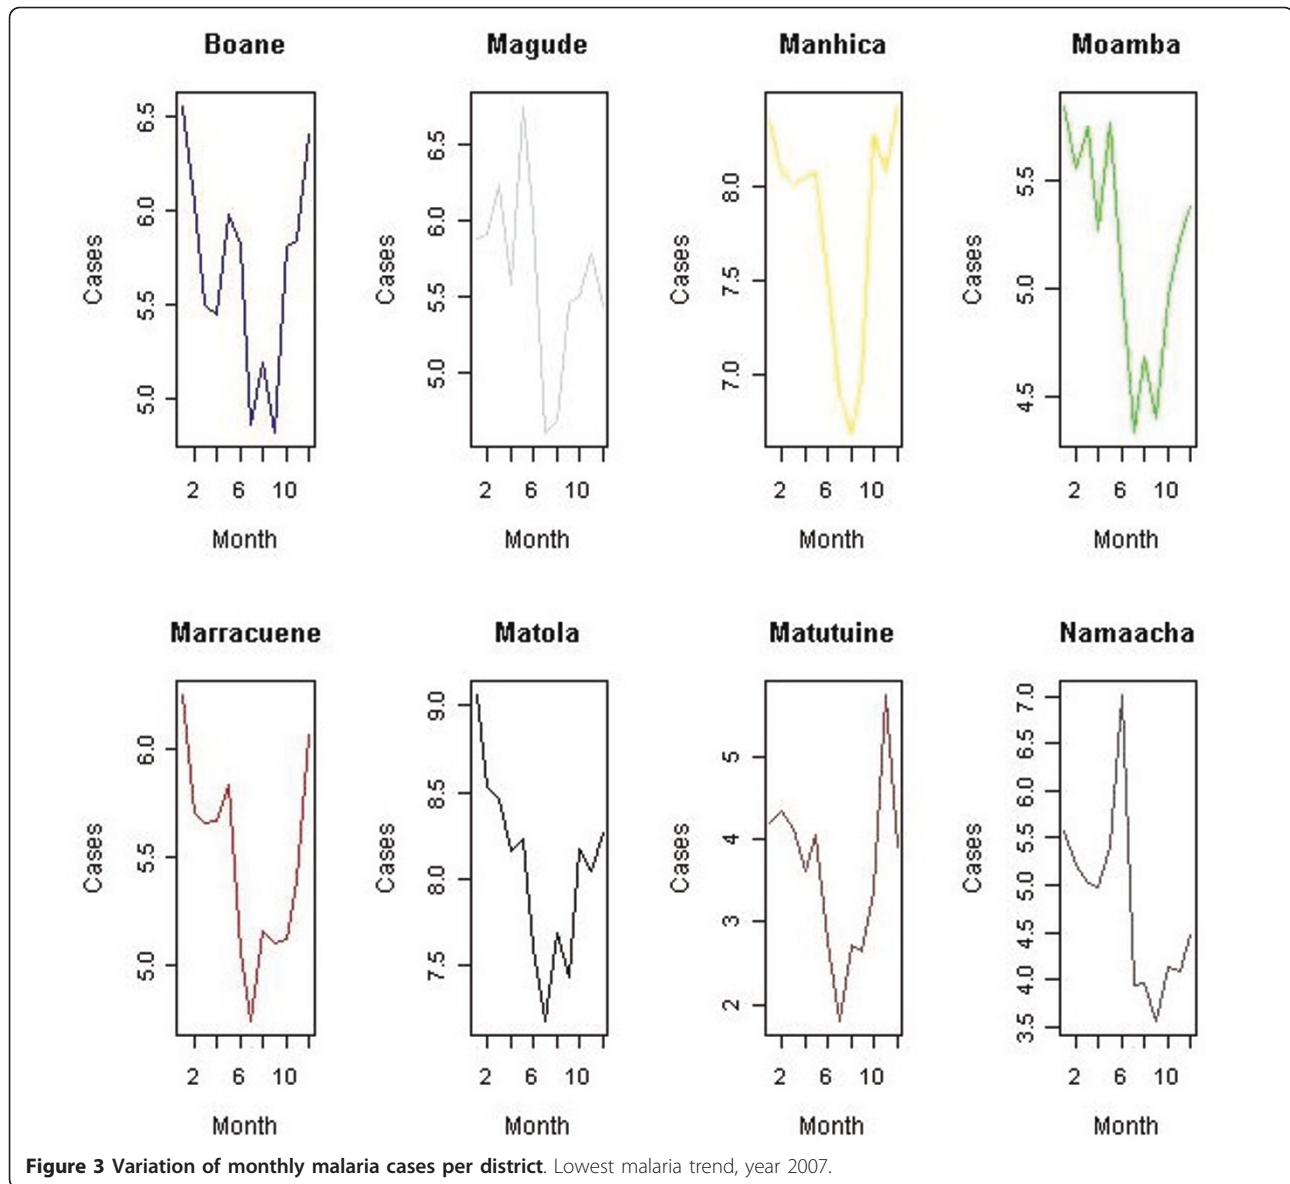 Boane
Magude
Manhica
Moamba
Cases
5.0 5.5 6.0 6.5
2 6 10
Month
Cases
5.0 5.5 6.0 6.5
2 6 10
Month
Cases
7.0 7.5 8.0
2 6 10
Month
Cases
4.5 5.0 5.5
2 6 10
Month
Marracuene
Matola
Matutuine
Namaacha
Cases
5.0 5.5 6.0
2 6 10
Month
Cases
7.5 8.0 8.5 9.0
2 6 10
Month
Cases
2 3 4 5
2 6 10
Month
Cases
3.5 4.0 4.5 5.0 5.5 6.0 6.5 7.0
2 6 10
Month
Figure 3 Variation of monthly malaria cases per district. Lowest malaria trend, year 2007.